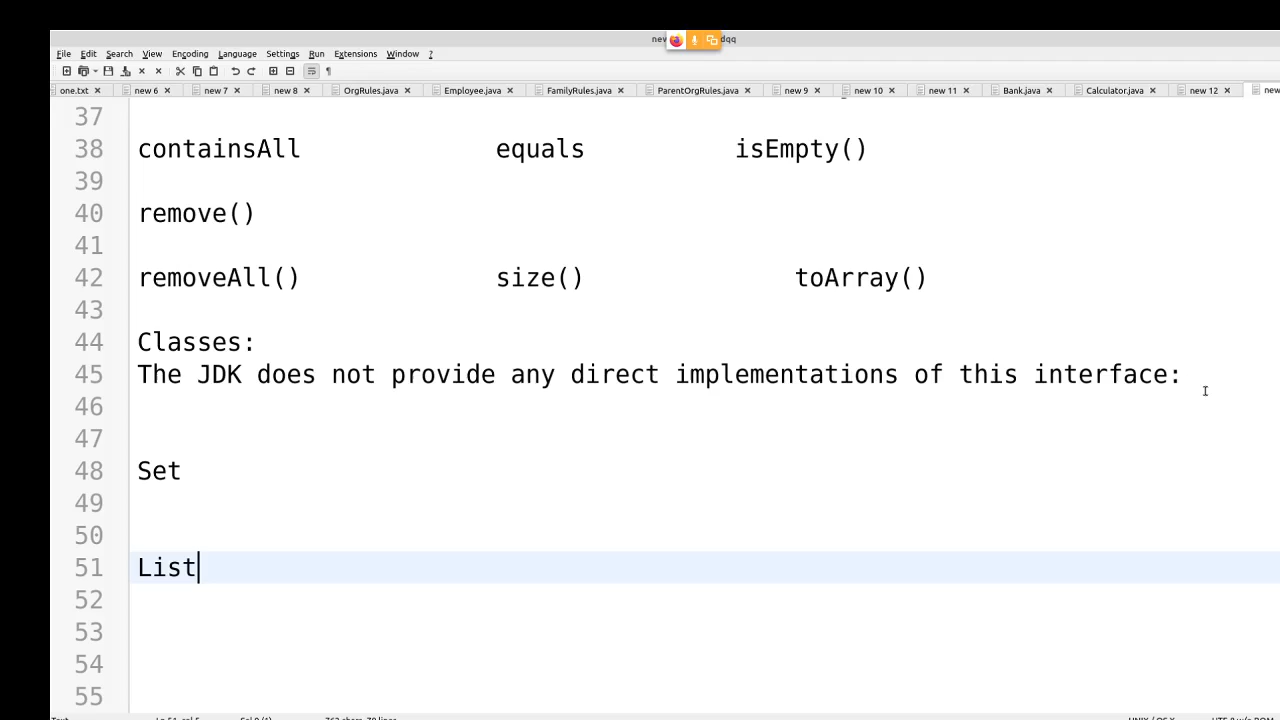 new dqq
File Edit Search View Encoding Language Settings Run Extensions Window ?
one.txt new 6 new 7 new 8 OrgRules.java Employee.java FamilyRules.java ParentOrgRules.java new 9 new 10 new 11 Bank.java Calculator.java new 12 new
37
38 containsAll equals isEmpty()
39
40 remove()
41
42 removeAll() size() toArray()
43
44 Classes:
45 The JDK does not provide any direct implementations of this interface:
46
47
48 Set
49
50
51 List
52
53
54
55